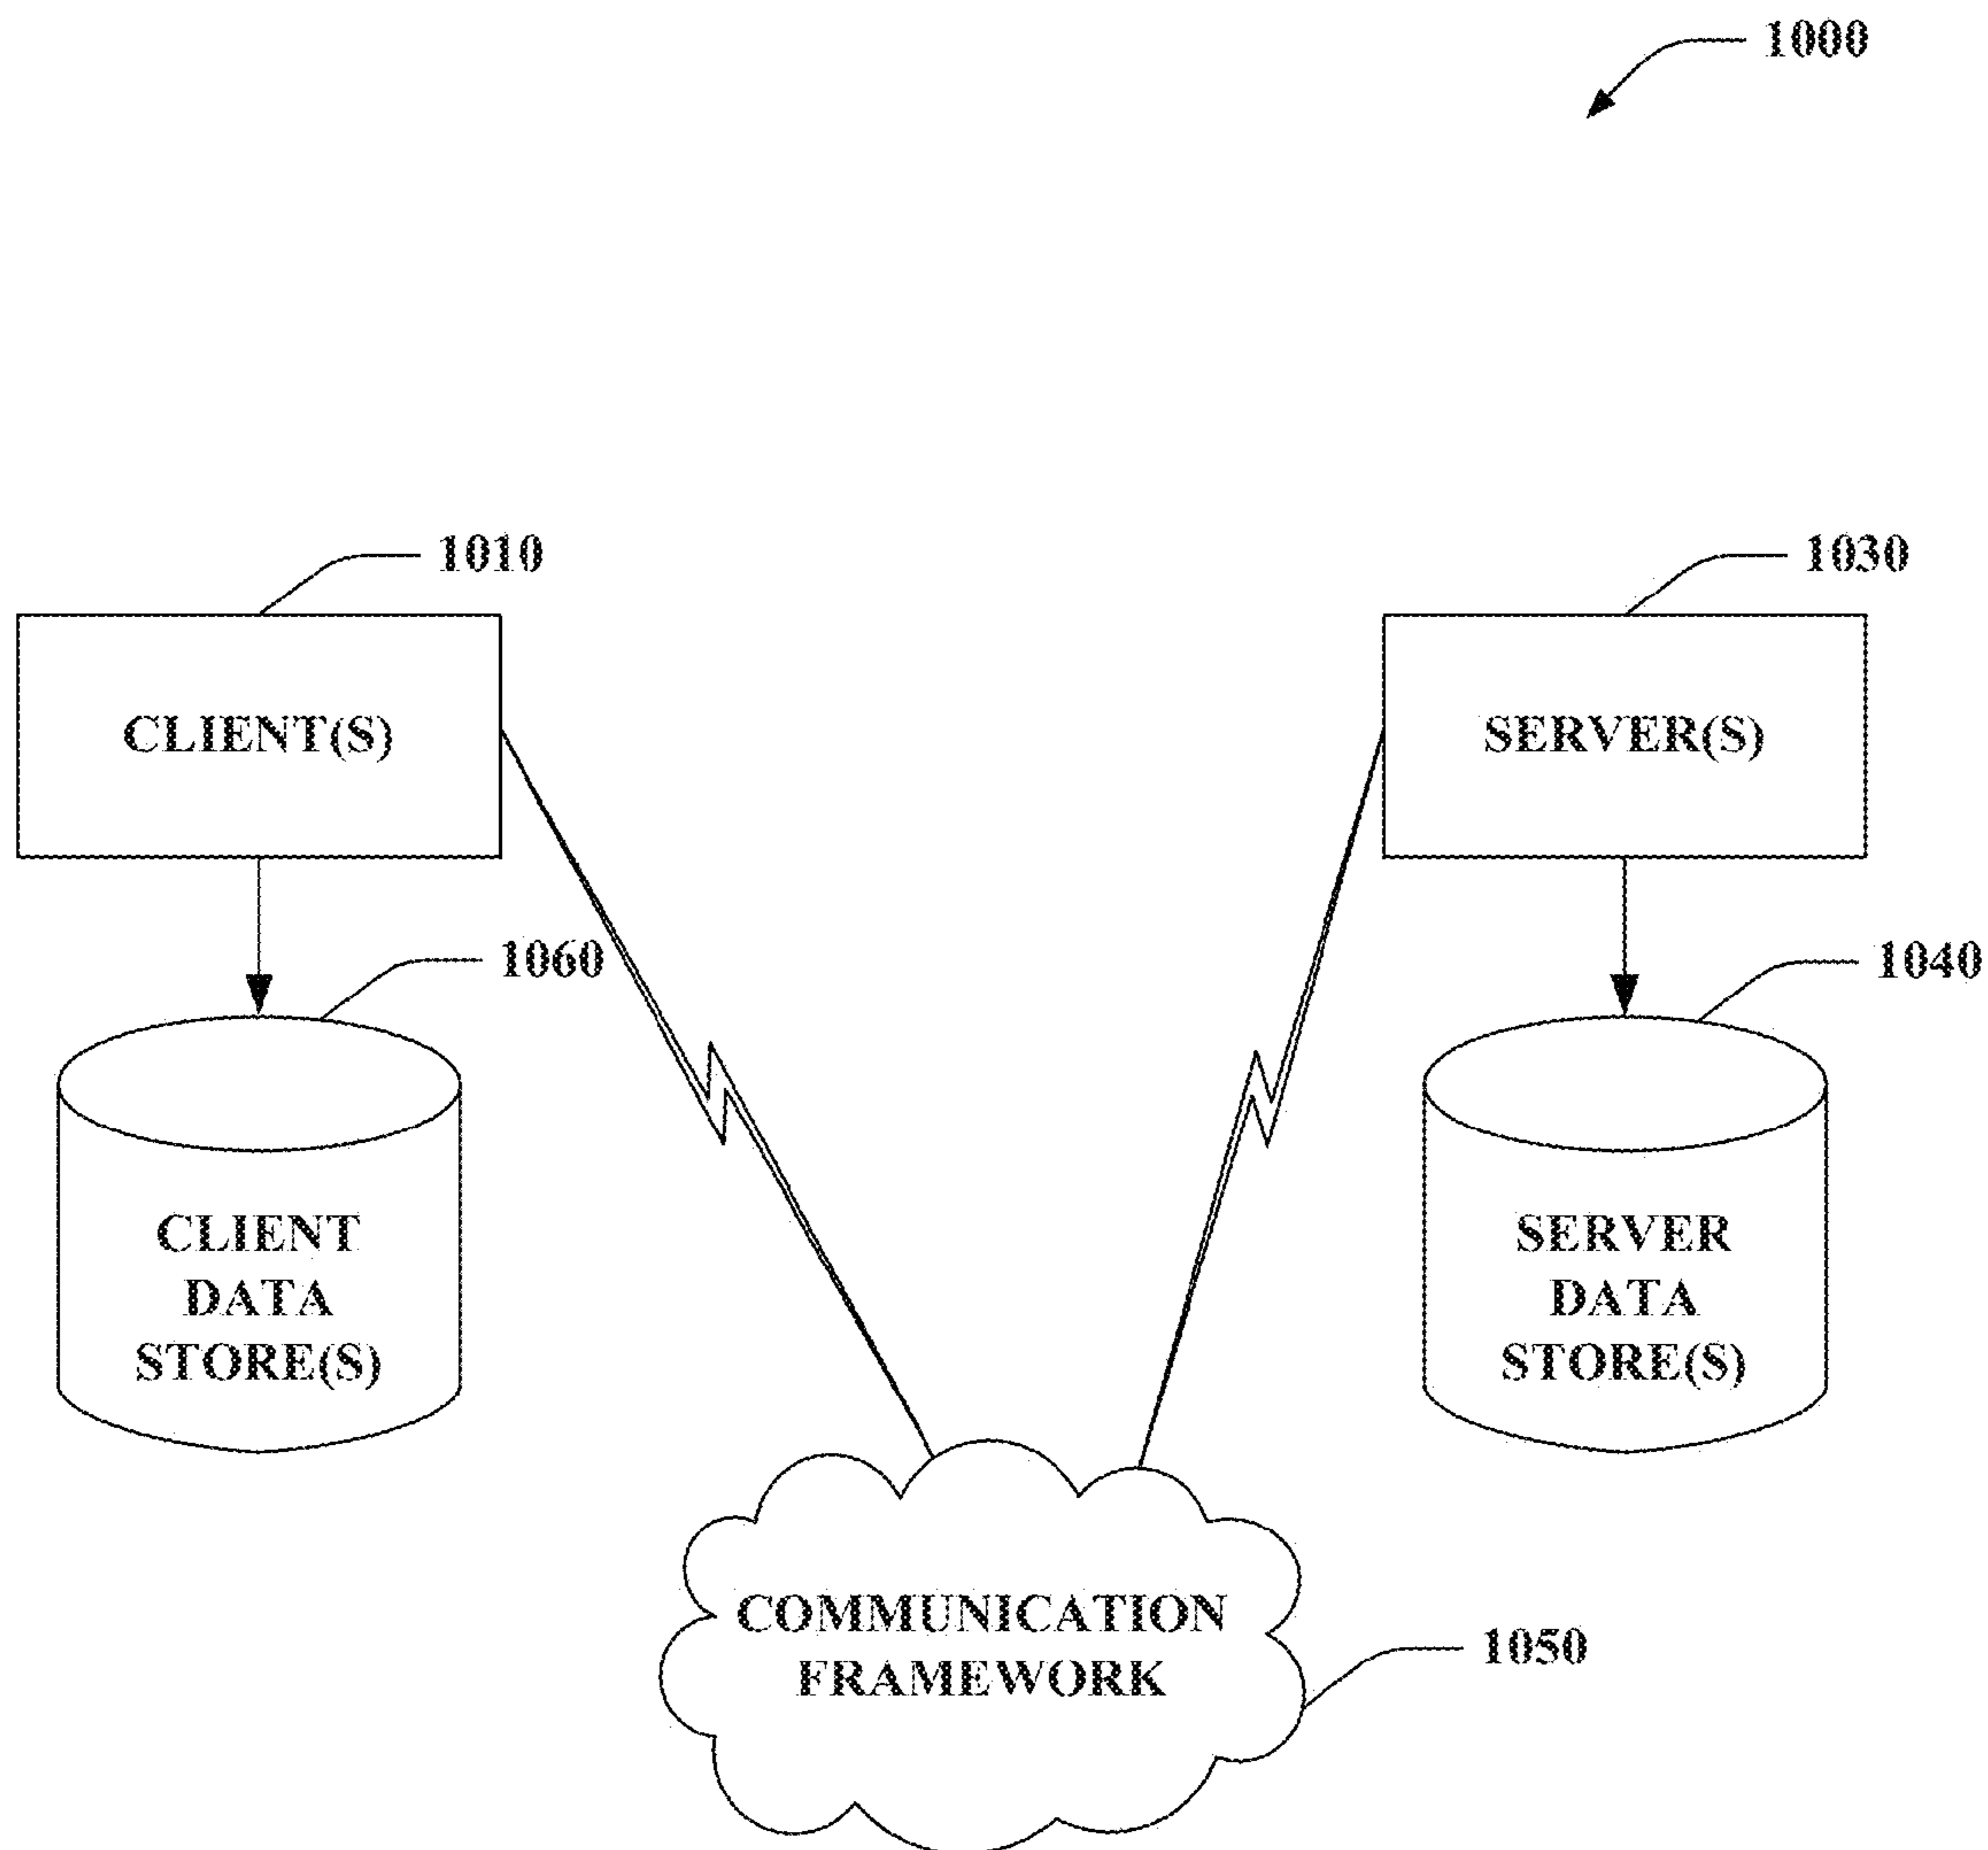 1000
1010
1030
CLIENT(S)
SERVER(S)
1060
1040
CLIENT
DATA
STORE(S)
SERVER
DATA
STORE(S)
COMMUNICATION
FRAMEWORK
1050